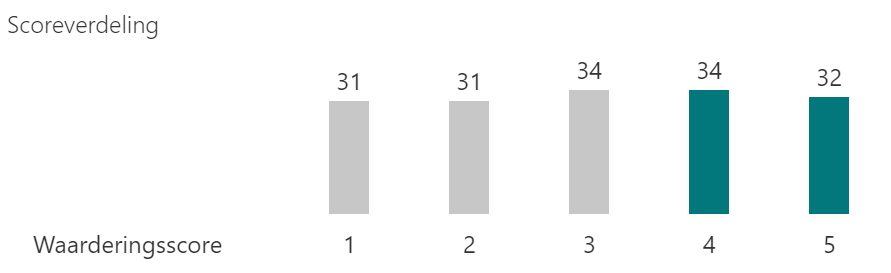 Scoreverdeling
31 31 34 34 32
Waarderingsscore 1 2 3 4 5